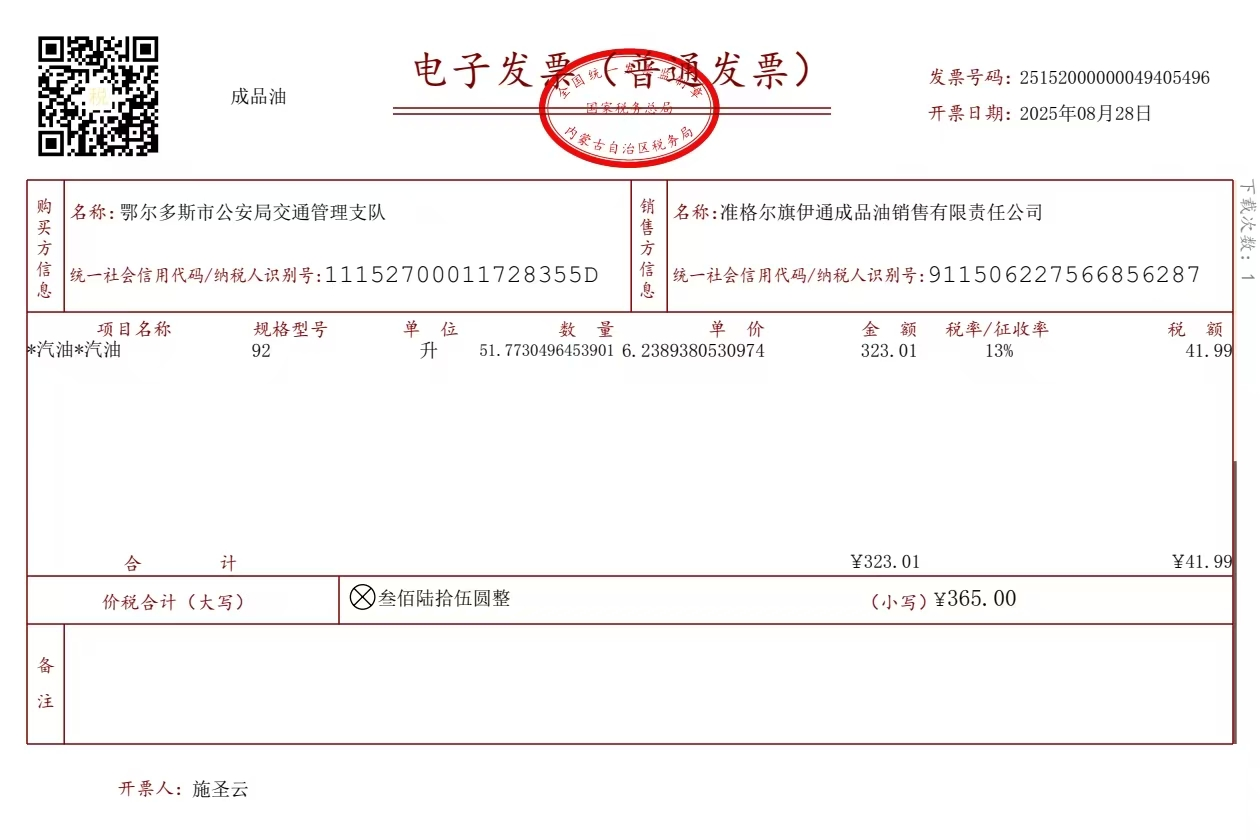 电子发票（普通发票）
税
成品油
全国统一发票监制章
国家税务总局
内蒙古自治区税务局
发票号码：25152000000049405496
开票日期：2025年08月28日
下载次数：1
购买方信息
名称：鄂尔多斯市公安局交通管理支队
统一社会信用代码/纳税人识别号：11152700011728355D
销售方信息
名称：准格尔旗伊通成品油销售有限责任公司
统一社会信用代码/纳税人识别号：911506227566856287
项目名称 规格型号 单 位 数 量 单 价 金 额 税率/征收率 税 额
*汽油*汽油 92 升 51.7730496453901 6.2389380530974 323.01 13% 41.99
合 计 ¥323.01 ¥41.99
价税合计（大写） ⊗叁佰陆拾伍圆整 （小写）¥365.00
备注
开票人：施圣云